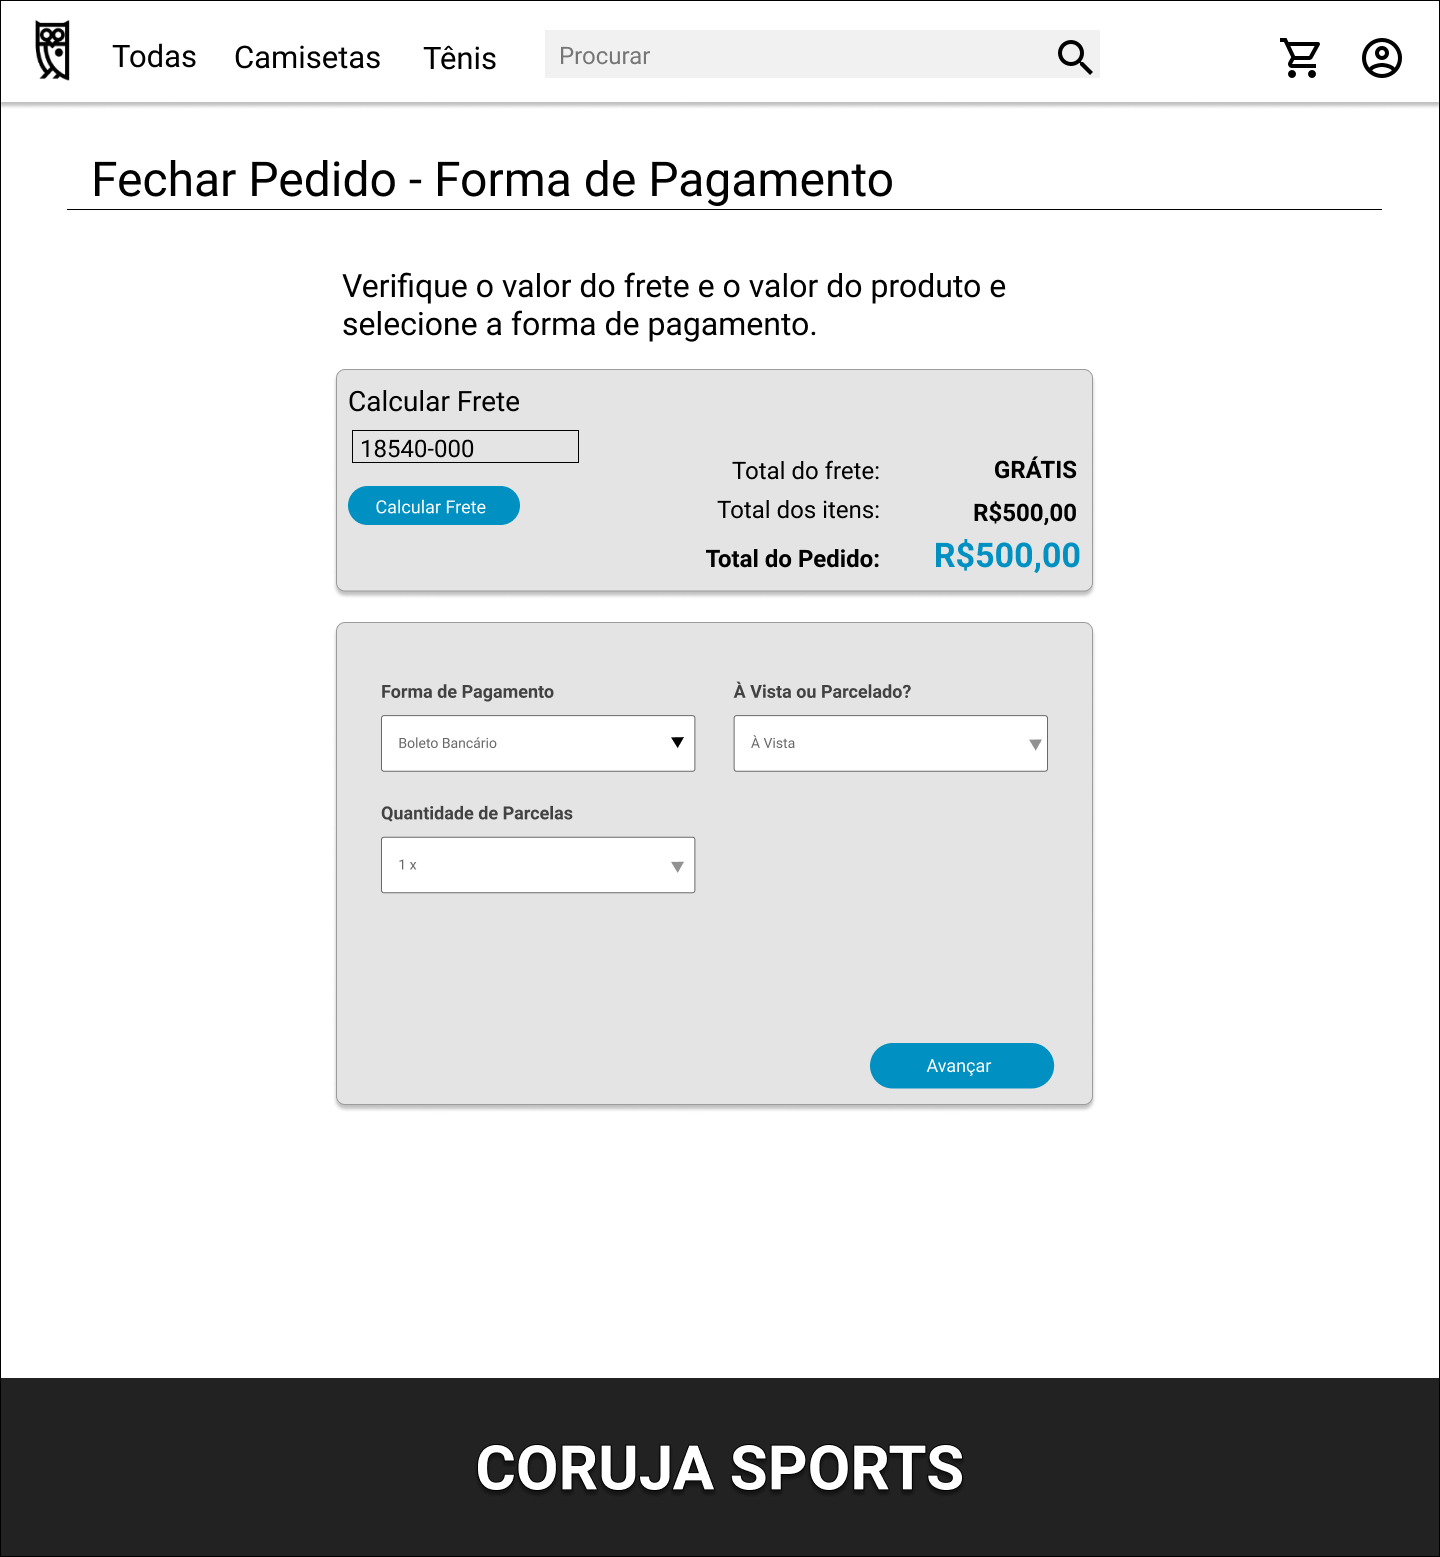 Todas Camisetas Tênis Procurar
Fechar Pedido - Forma de Pagamento
Verifique o valor do frete e o valor do produto e
selecione a forma de pagamento.
Calcular Frete
18540-000
Calcular Frete
Total do frete: GRÁTIS
Total dos itens: R$500,00
Total do Pedido: R$500,00
Forma de Pagamento
Boleto Bancário
À Vista ou Parcelado?
À Vista
Quantidade de Parcelas
1 x
Avançar
CORUJA SPORTS